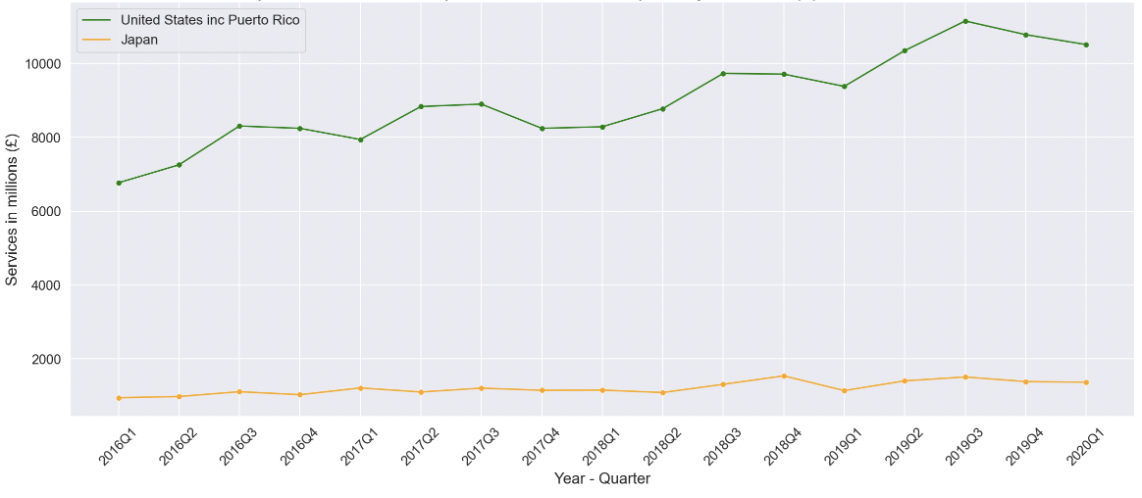 United States inc Puerto Rico
Japan
Services in millions (£)
10000
8000
6000
4000
2000
2016Q1
2016Q2
2016Q3
2016Q4
2017Q1
2017Q2
2017Q3
2017Q4
2018Q1
2018Q2
2018Q3
2018Q4
2019Q1
2019Q2
2019Q3
2019Q4
2020Q1
Year - Quarter